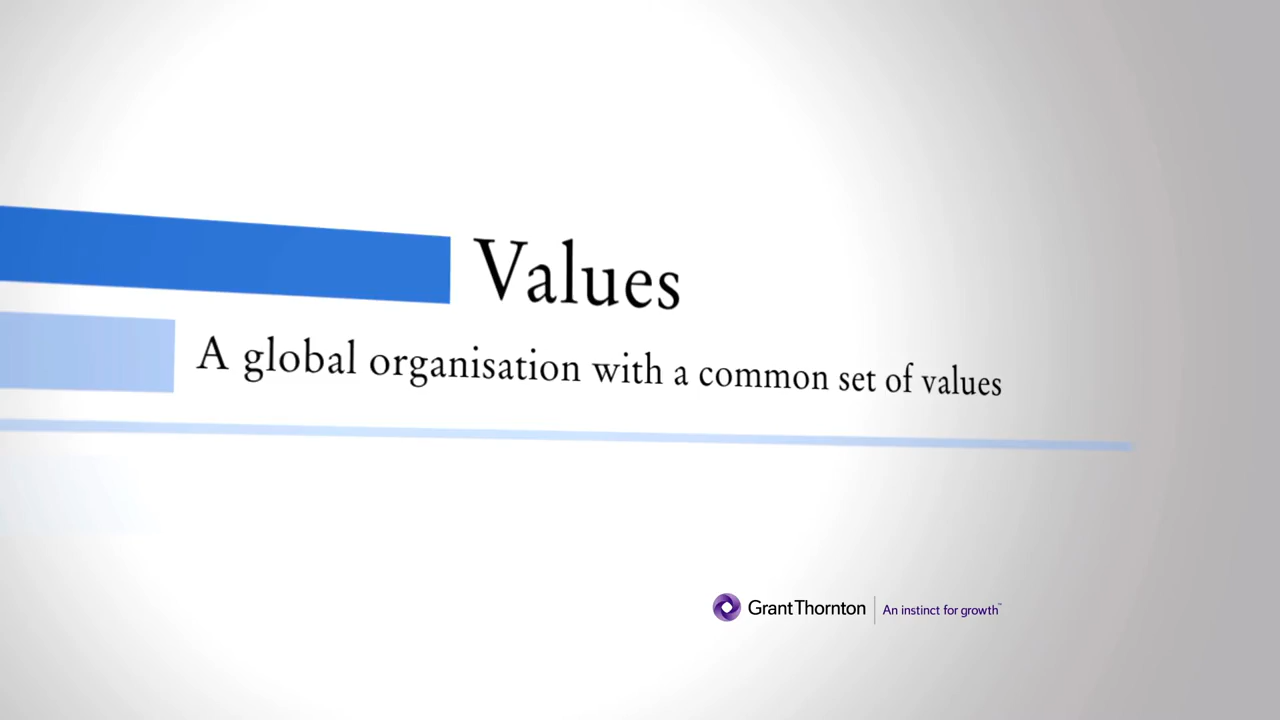 Values
A global organisation with a common set of values
Grant Thornton | An instinct for growth™